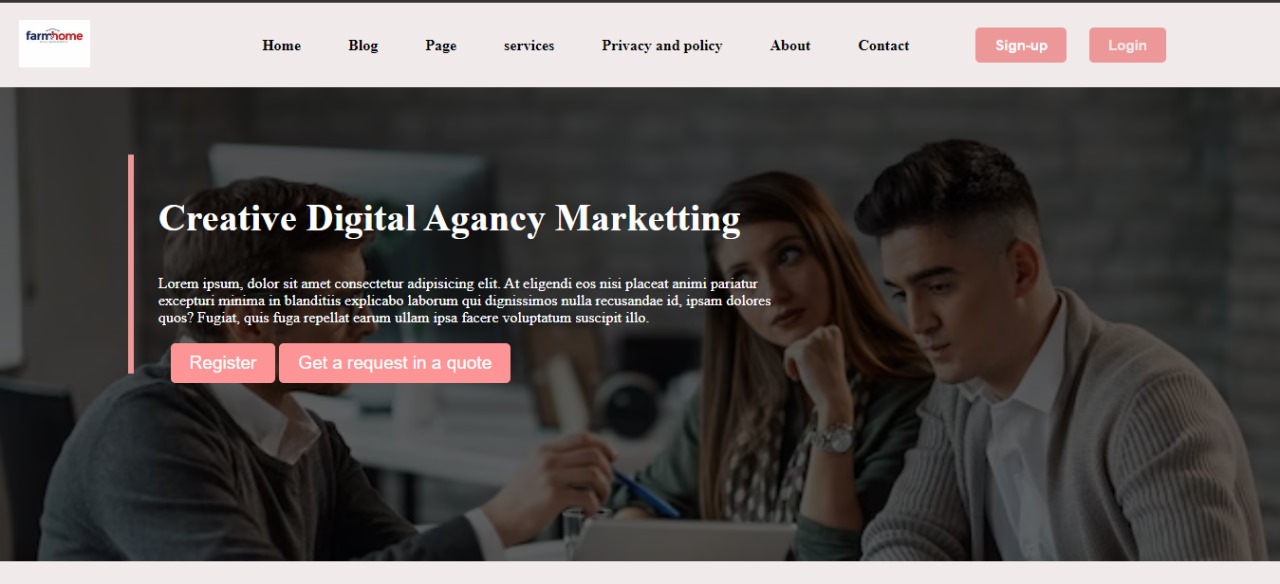 farmhome
Home Blog Page services Privacy and policy About Contact Sign-up Login
Creative Digital Agancy Marketting
Lorem ipsum, dolor sit amet consectetur adipisicing elit. At eligendi eos nisi placeat animi pariatur
excepturi minima in blanditiis explicabo laborum qui dignissimos nulla recusandae id, ipsam dolores
quos? Fugiat, quis fuga repellat earum ullam ipsa facere voluptatum suscipit illo.
Register Get a request in a quote